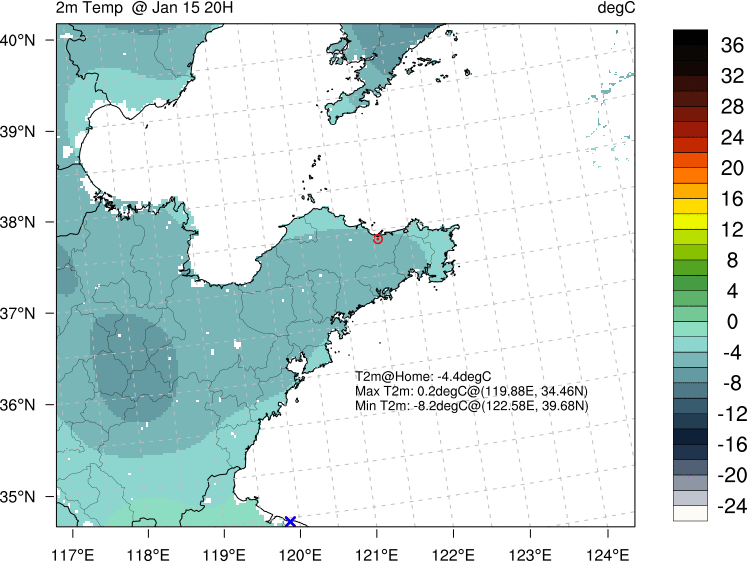 2m Temp @ Jan 15 20H degC
40°N
39°N
38°N
37°N
36°N
35°N
T2m@Home: -4.4degC
Max T2m: 0.2degC@(119.88E, 34.46N)
Min T2m: -8.2degC@(122.58E, 39.68N)
117°E 118°E 119°E 120°E 121°E 122°E 123°E 124°E
36
32
28
24
20
16
12
8
4
0
-4
-8
-12
-16
-20
-24